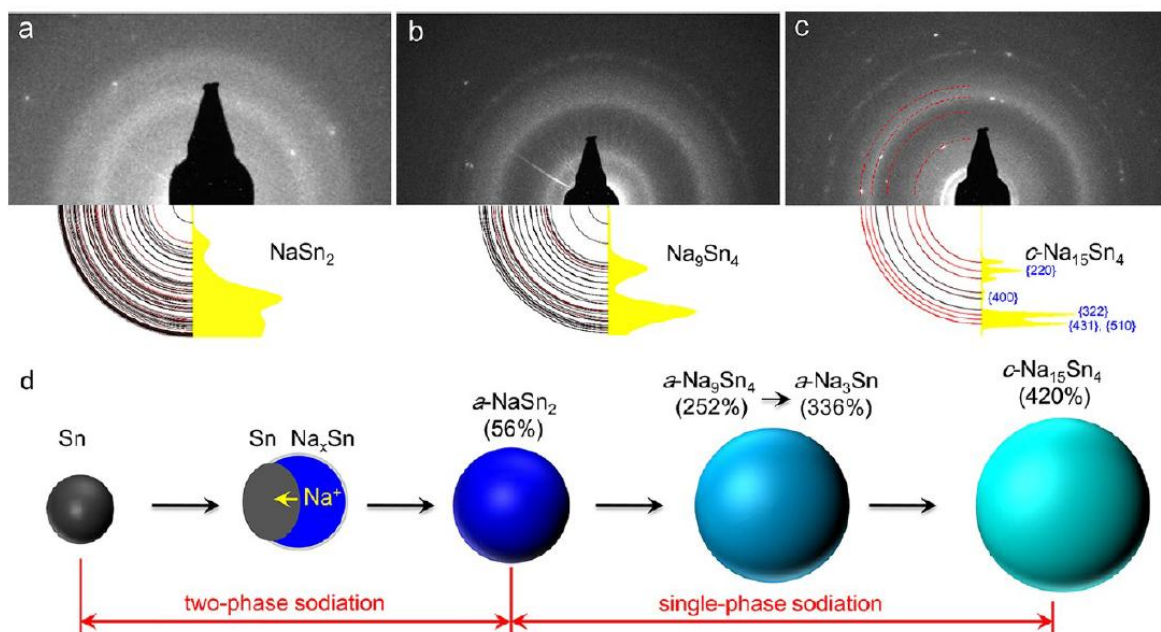 a
b
c
NaSn₂
Na₉Sn₄
c-Na₁₅Sn₄
{220}
{400}
{322}
{431}, {510}
d
Sn
Sn NaₓSn
Na⁺
a-NaSn₂
(56%)
a-Na₉Sn₄ → a-Na₃Sn
(252%) (336%)
c-Na₁₅Sn₄
(420%)
two-phase sodiation
single-phase sodiation